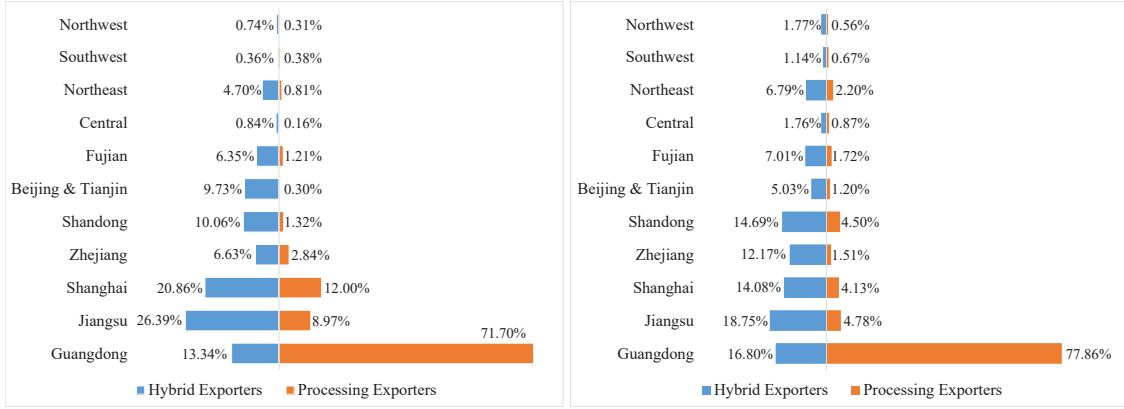 Northwest 0.74% 0.31%
Southwest 0.36% 0.38%
Northeast 4.70% 0.81%
Central 0.84% 0.16%
Fujian 6.35% 1.21%
Beijing & Tianjin 9.73% 0.30%
Shandong 10.06% 1.32%
Zhejiang 6.63% 2.84%
Shanghai 20.86% 12.00%
Jiangsu 26.39% 8.97%
71.70%
Guangdong 13.34%
Hybrid Exporters Processing Exporters
Northwest 1.77% 0.56%
Southwest 1.14% 0.67%
Northeast 6.79% 2.20%
Central 1.76% 0.87%
Fujian 7.01% 1.72%
Beijing & Tianjin 5.03% 1.20%
Shandong 14.69% 4.50%
Zhejiang 12.17% 1.51%
Shanghai 14.08% 4.13%
Jiangsu 18.75% 4.78%
Guangdong 16.80% 77.86%
Hybrid Exporters Processing Exporters